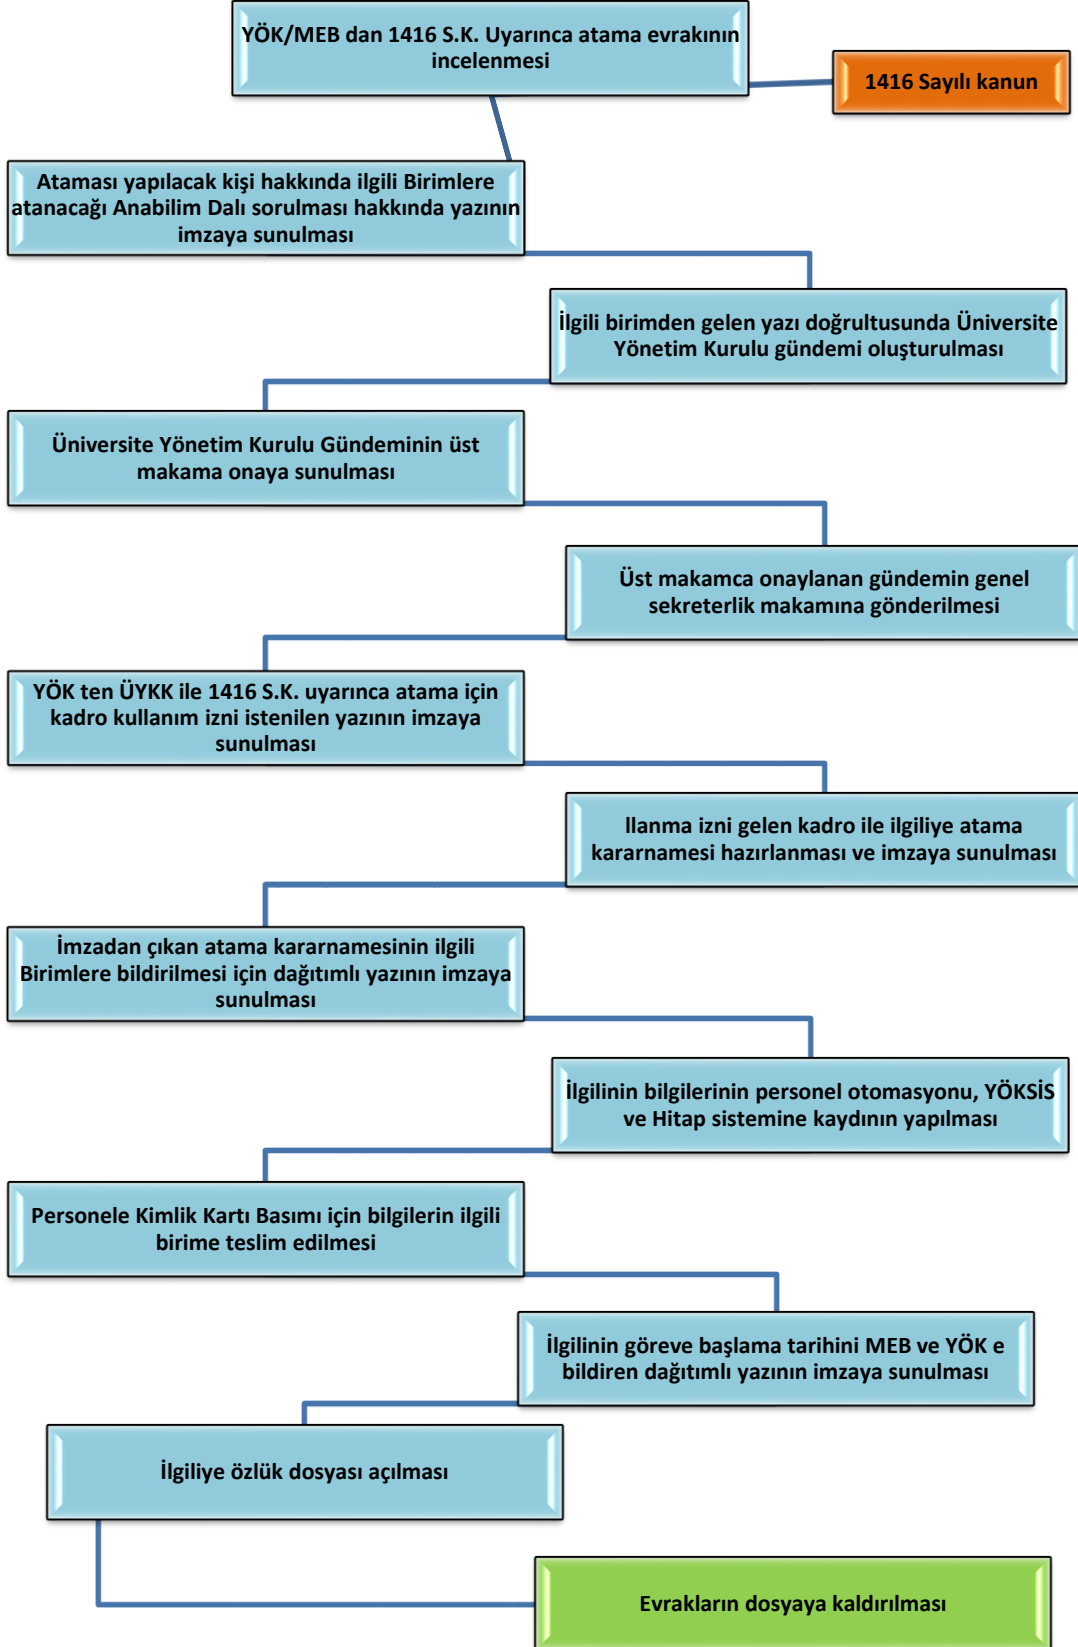 YÖK/MEB dan 1416 S.K. Uyarınca atama evrakının
incelenmesi
1416 Sayılı kanun
Ataması yapılacak kişi hakkında ilgili Birimlere
atanacağı Anabilim Dalı sorulması hakkında yazının
imzaya sunulması
İlgili birimden gelen yazı doğrultusunda Üniversite
Yönetim Kurulu gündemi oluşturulması
Üniversite Yönetim Kurulu Gündeminin üst
makama onaya sunulması
Üst makamca onaylanan gündemin genel
sekreterlik makamına gönderilmesi
YÖK ten ÜYKK ile 1416 S.K. uyarınca atama için
kadro kullanım izni istenilen yazının imzaya
sunulması
llanma izni gelen kadro ile ilgiliye atama
kararnamesi hazırlanması ve imzaya sunulması
İmzadan çıkan atama kararnamesinin ilgili
Birimlere bildirilmesi için dağıtımlı yazının imzaya
sunulması
İlgilinin bilgilerinin personel otomasyonu, YÖKSİS
ve Hitap sistemine kaydının yapılması
Personele Kimlik Kartı Basımı için bilgilerin ilgili
birime teslim edilmesi
İlgilinin göreve başlama tarihini MEB ve YÖK e
bildiren dağıtımlı yazının imzaya sunulması
İlgiliye özlük dosyası açılması
Evrakların dosyaya kaldırılması